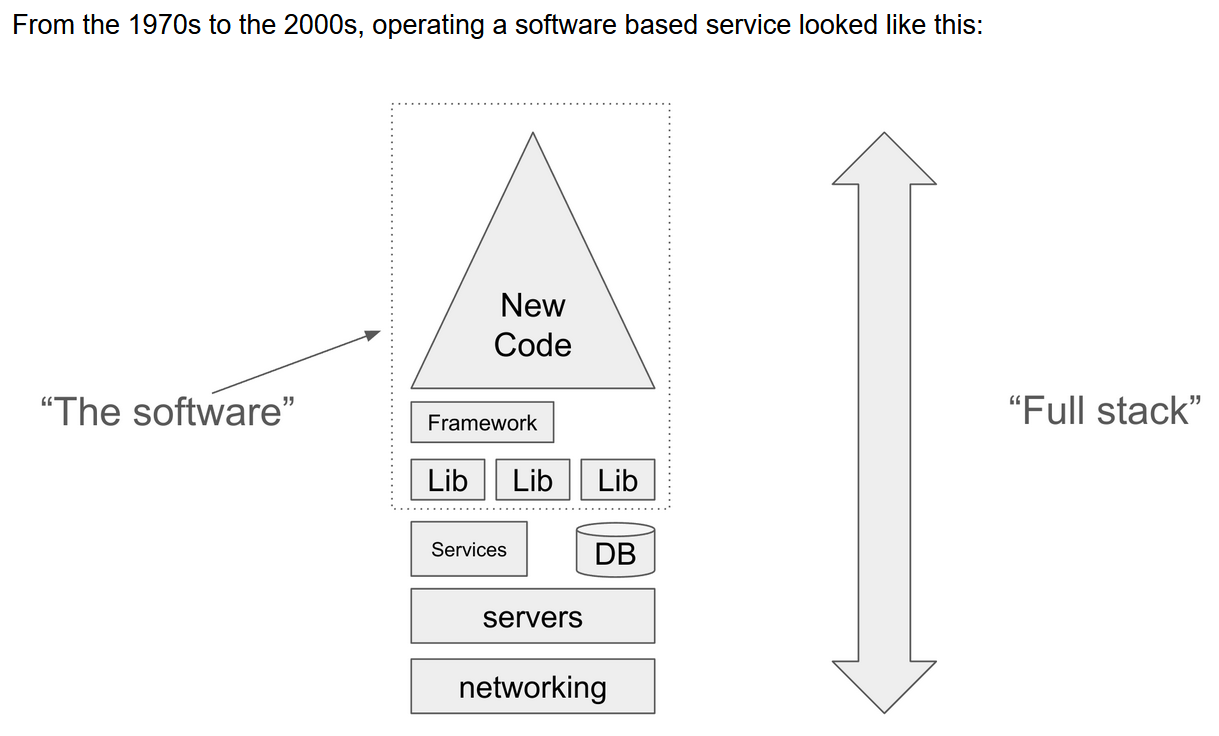 From the 1970s to the 2000s, operating a software based service looked like this:
New
Code
“The software”
“Full stack”
Framework
Lib Lib Lib
Services DB
servers
networking